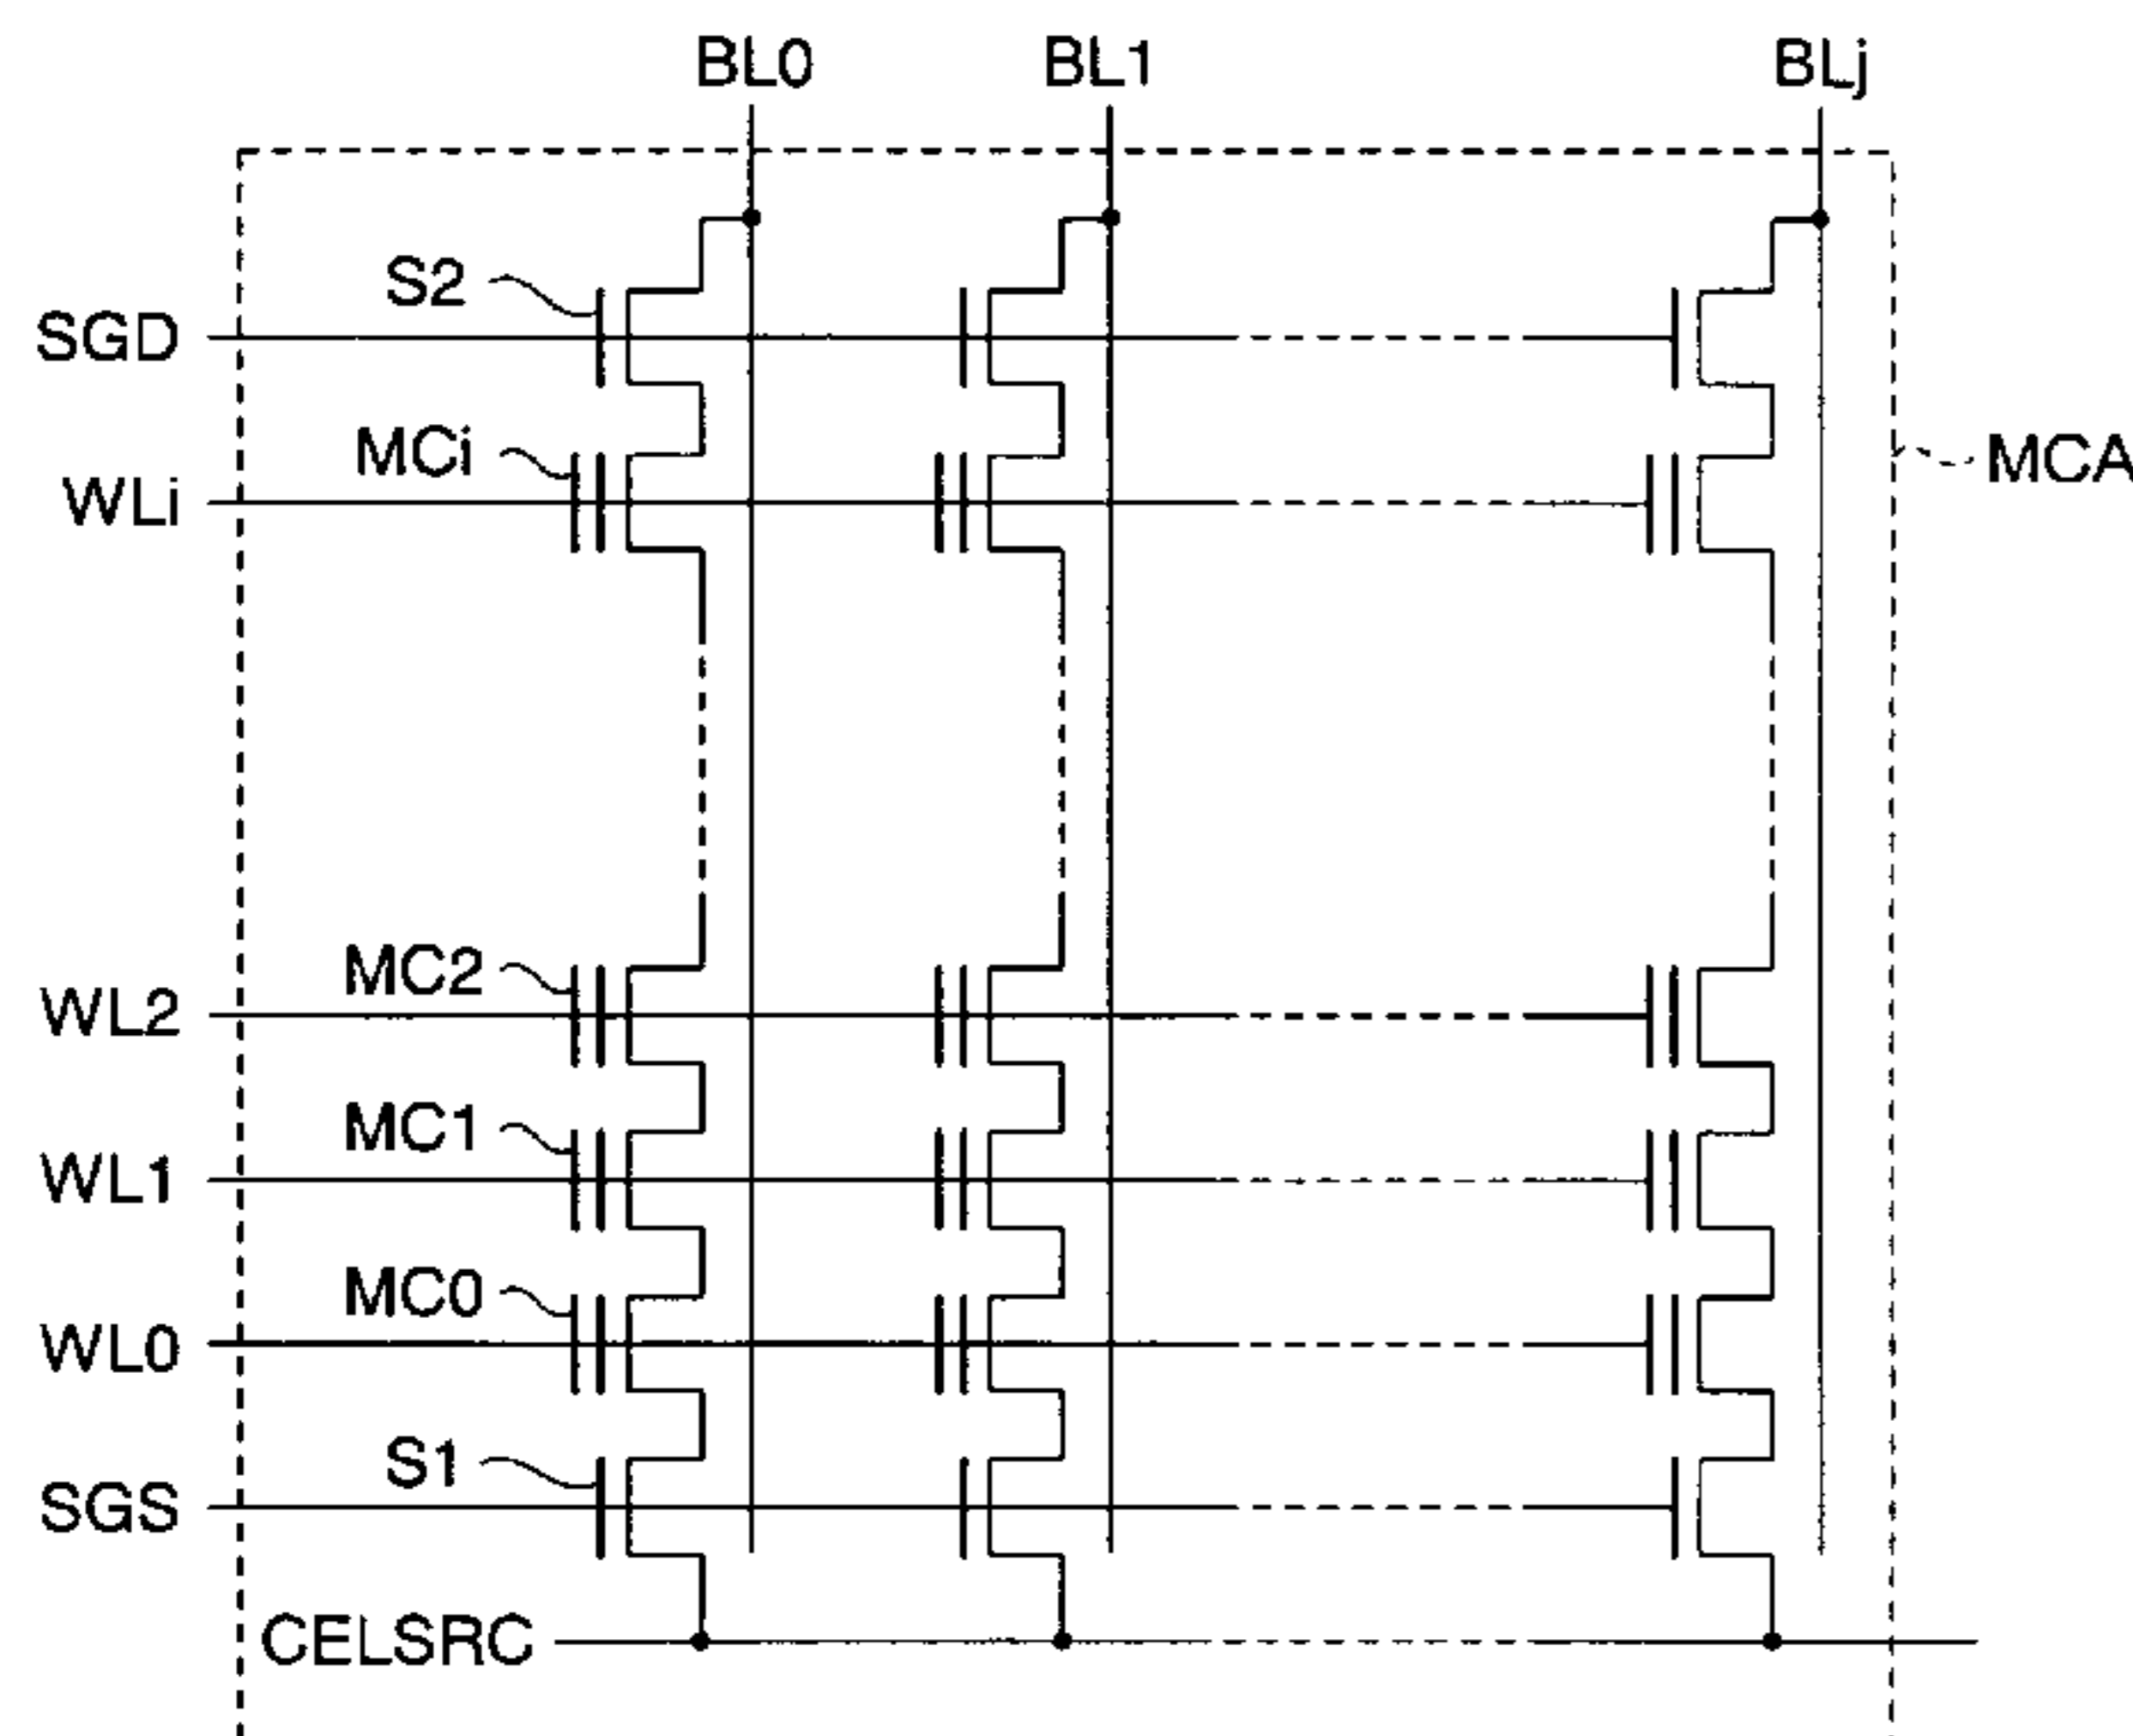 BL0 BL1 BLj
S2
SGD
MCi
MCA
WLi
MC2
WL2
MC1
WL1
MC0
WL0
S1
SGS
CELSRC